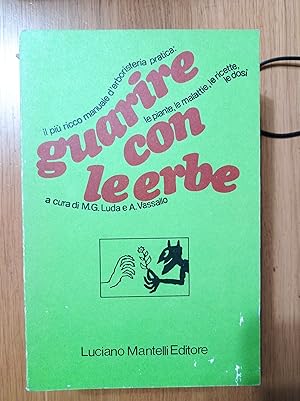 il più ricco manuale d'erboristeria pratica:
guarire
le piante, le malattie, le ricette,
le dosi
con
le erbe
a cura di M.G. Luda e A. Vassallo
Luciano Mantelli Editore